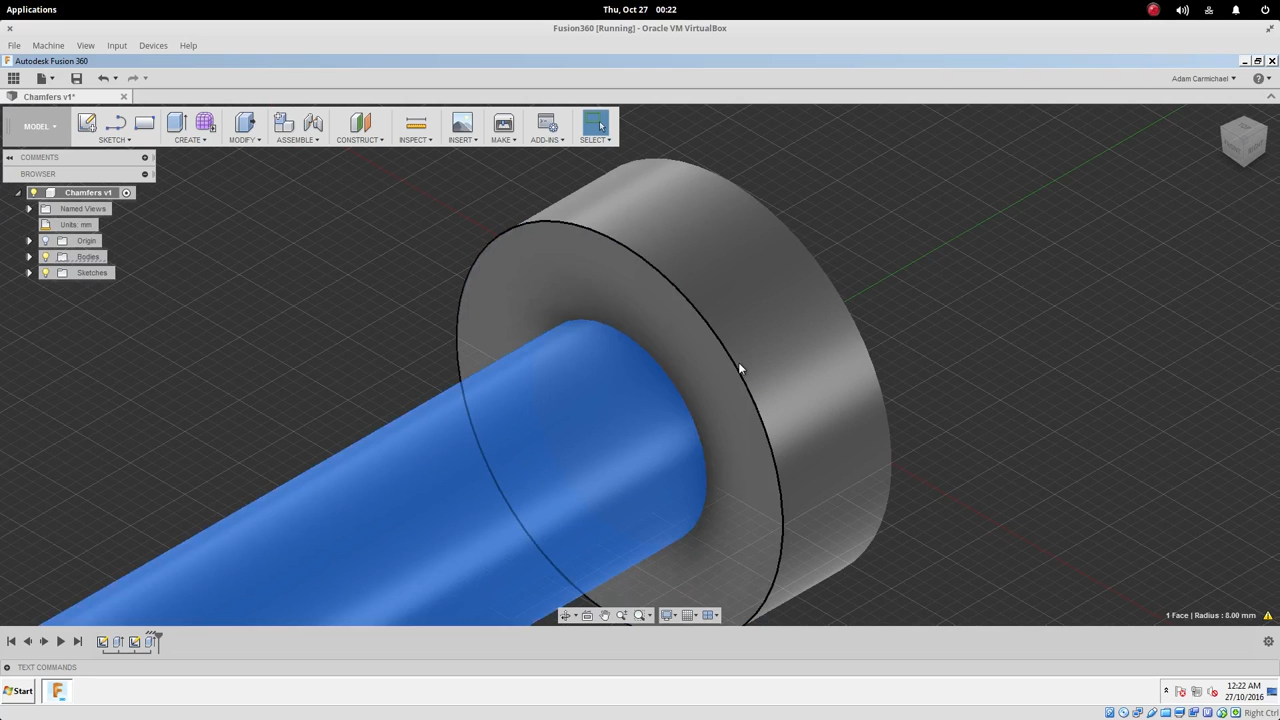 Applications
Thu, Oct 27 00:22
Fusion360 [Running] - Oracle VM VirtualBox
File Machine View Input Devices Help
Autodesk Fusion 360
Adam Carmichael
Chamfers v1*
MODEL
SKETCH
CREATE
MODIFY
ASSEMBLE
CONSTRUCT
INSPECT
INSERT
MAKE
ADD-INS
SELECT
COMMENTS
BROWSER
Chamfers v1
Named Views
Units: mm
Origin
Bodies
Sketches
1 Face | Radius : 8.00 mm
TEXT COMMANDS
Start
12:22 AM
27/10/2016
Right Ctrl